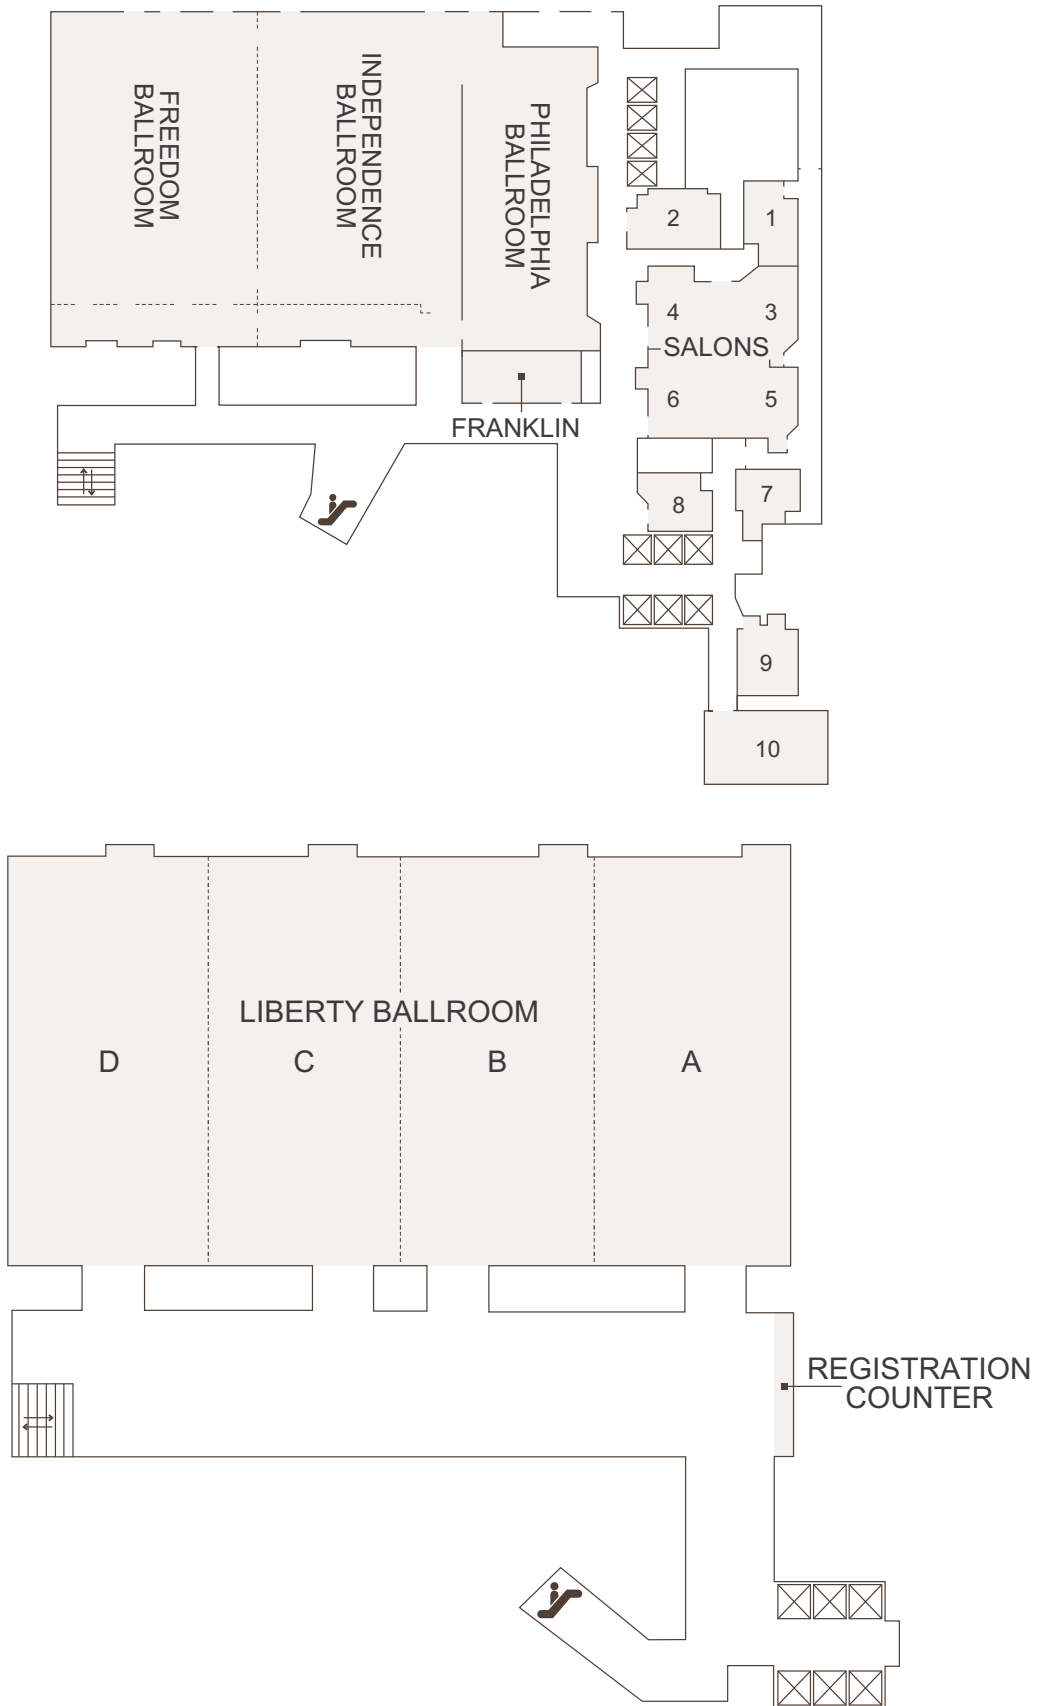 FREEDOM
BALLROOM
INDEPENDENCE
BALLROOM
PHILADELPHIA
BALLROOM
2
1
4
3
SALONS
6
5
FRANKLIN
8
7
9
10
LIBERTY BALLROOM
D
C
B
A
REGISTRATION
COUNTER